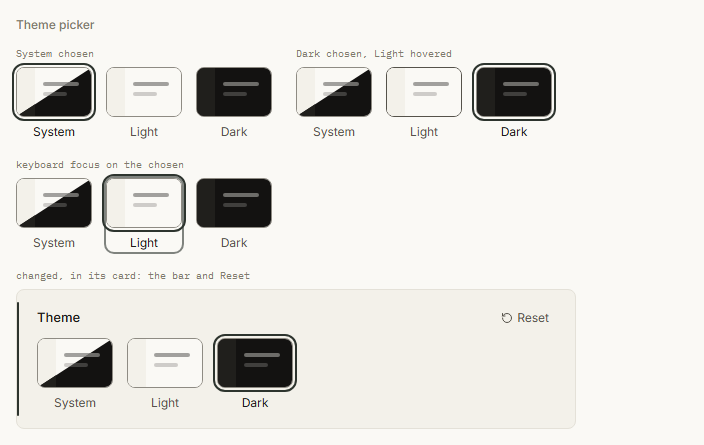 Theme picker
System chosen
Dark chosen, Light hovered
System Light Dark
System Light Dark
keyboard focus on the chosen
System Light Dark
changed, in its card: the bar and Reset
Theme
Reset
System Light Dark